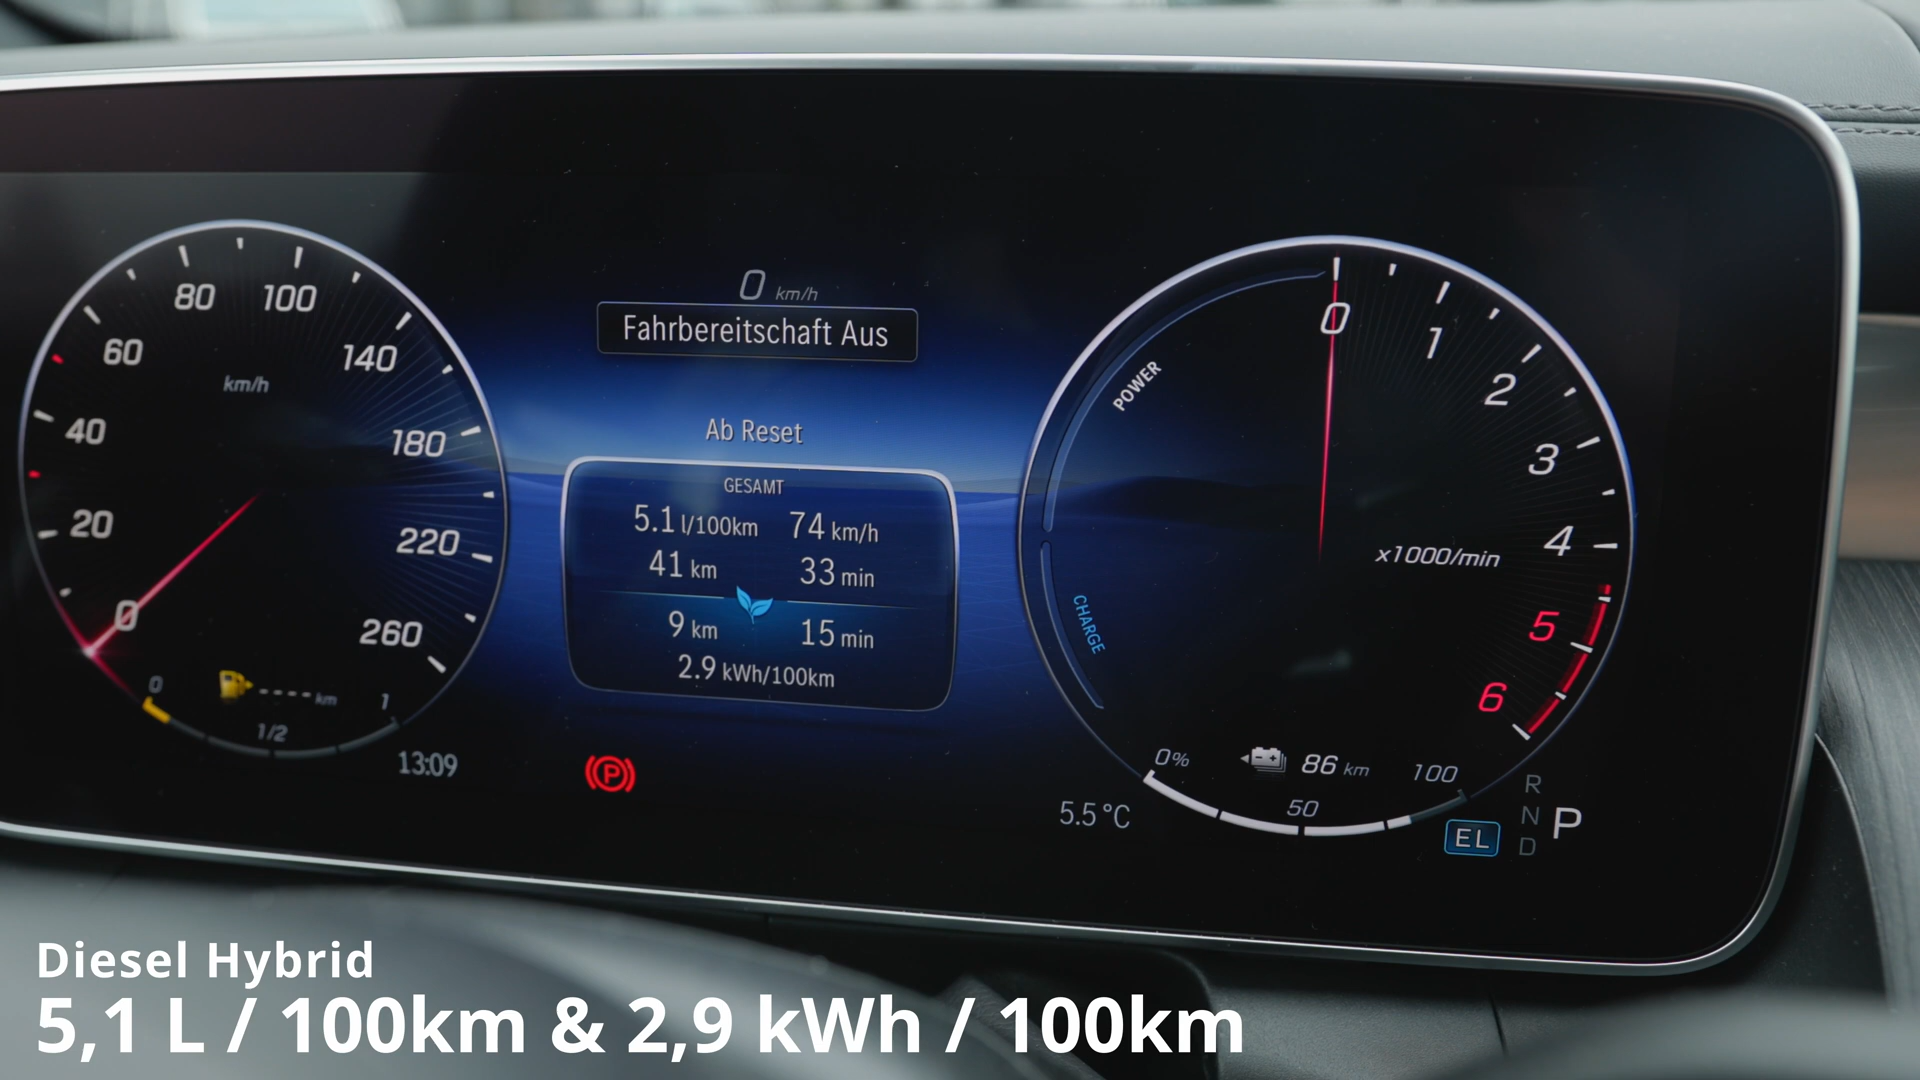 0 km/h
Fahrbereitschaft Aus
Ab Reset
GESAMT
5.1 l/100km 74 km/h
41 km 33 min
9 km 15 min
2.9 kWh/100km
0 20 40 60 80 100 140 180 220 260
km/h
0 1/2 1
---- km
13:09
P
POWER
CHARGE
0 1 2 3 4 5 6
x1000/min
0% 50 100
86 km
5.5 °C
EL
R
N P
D
Diesel Hybrid
5,1 L / 100km & 2,9 kWh / 100km